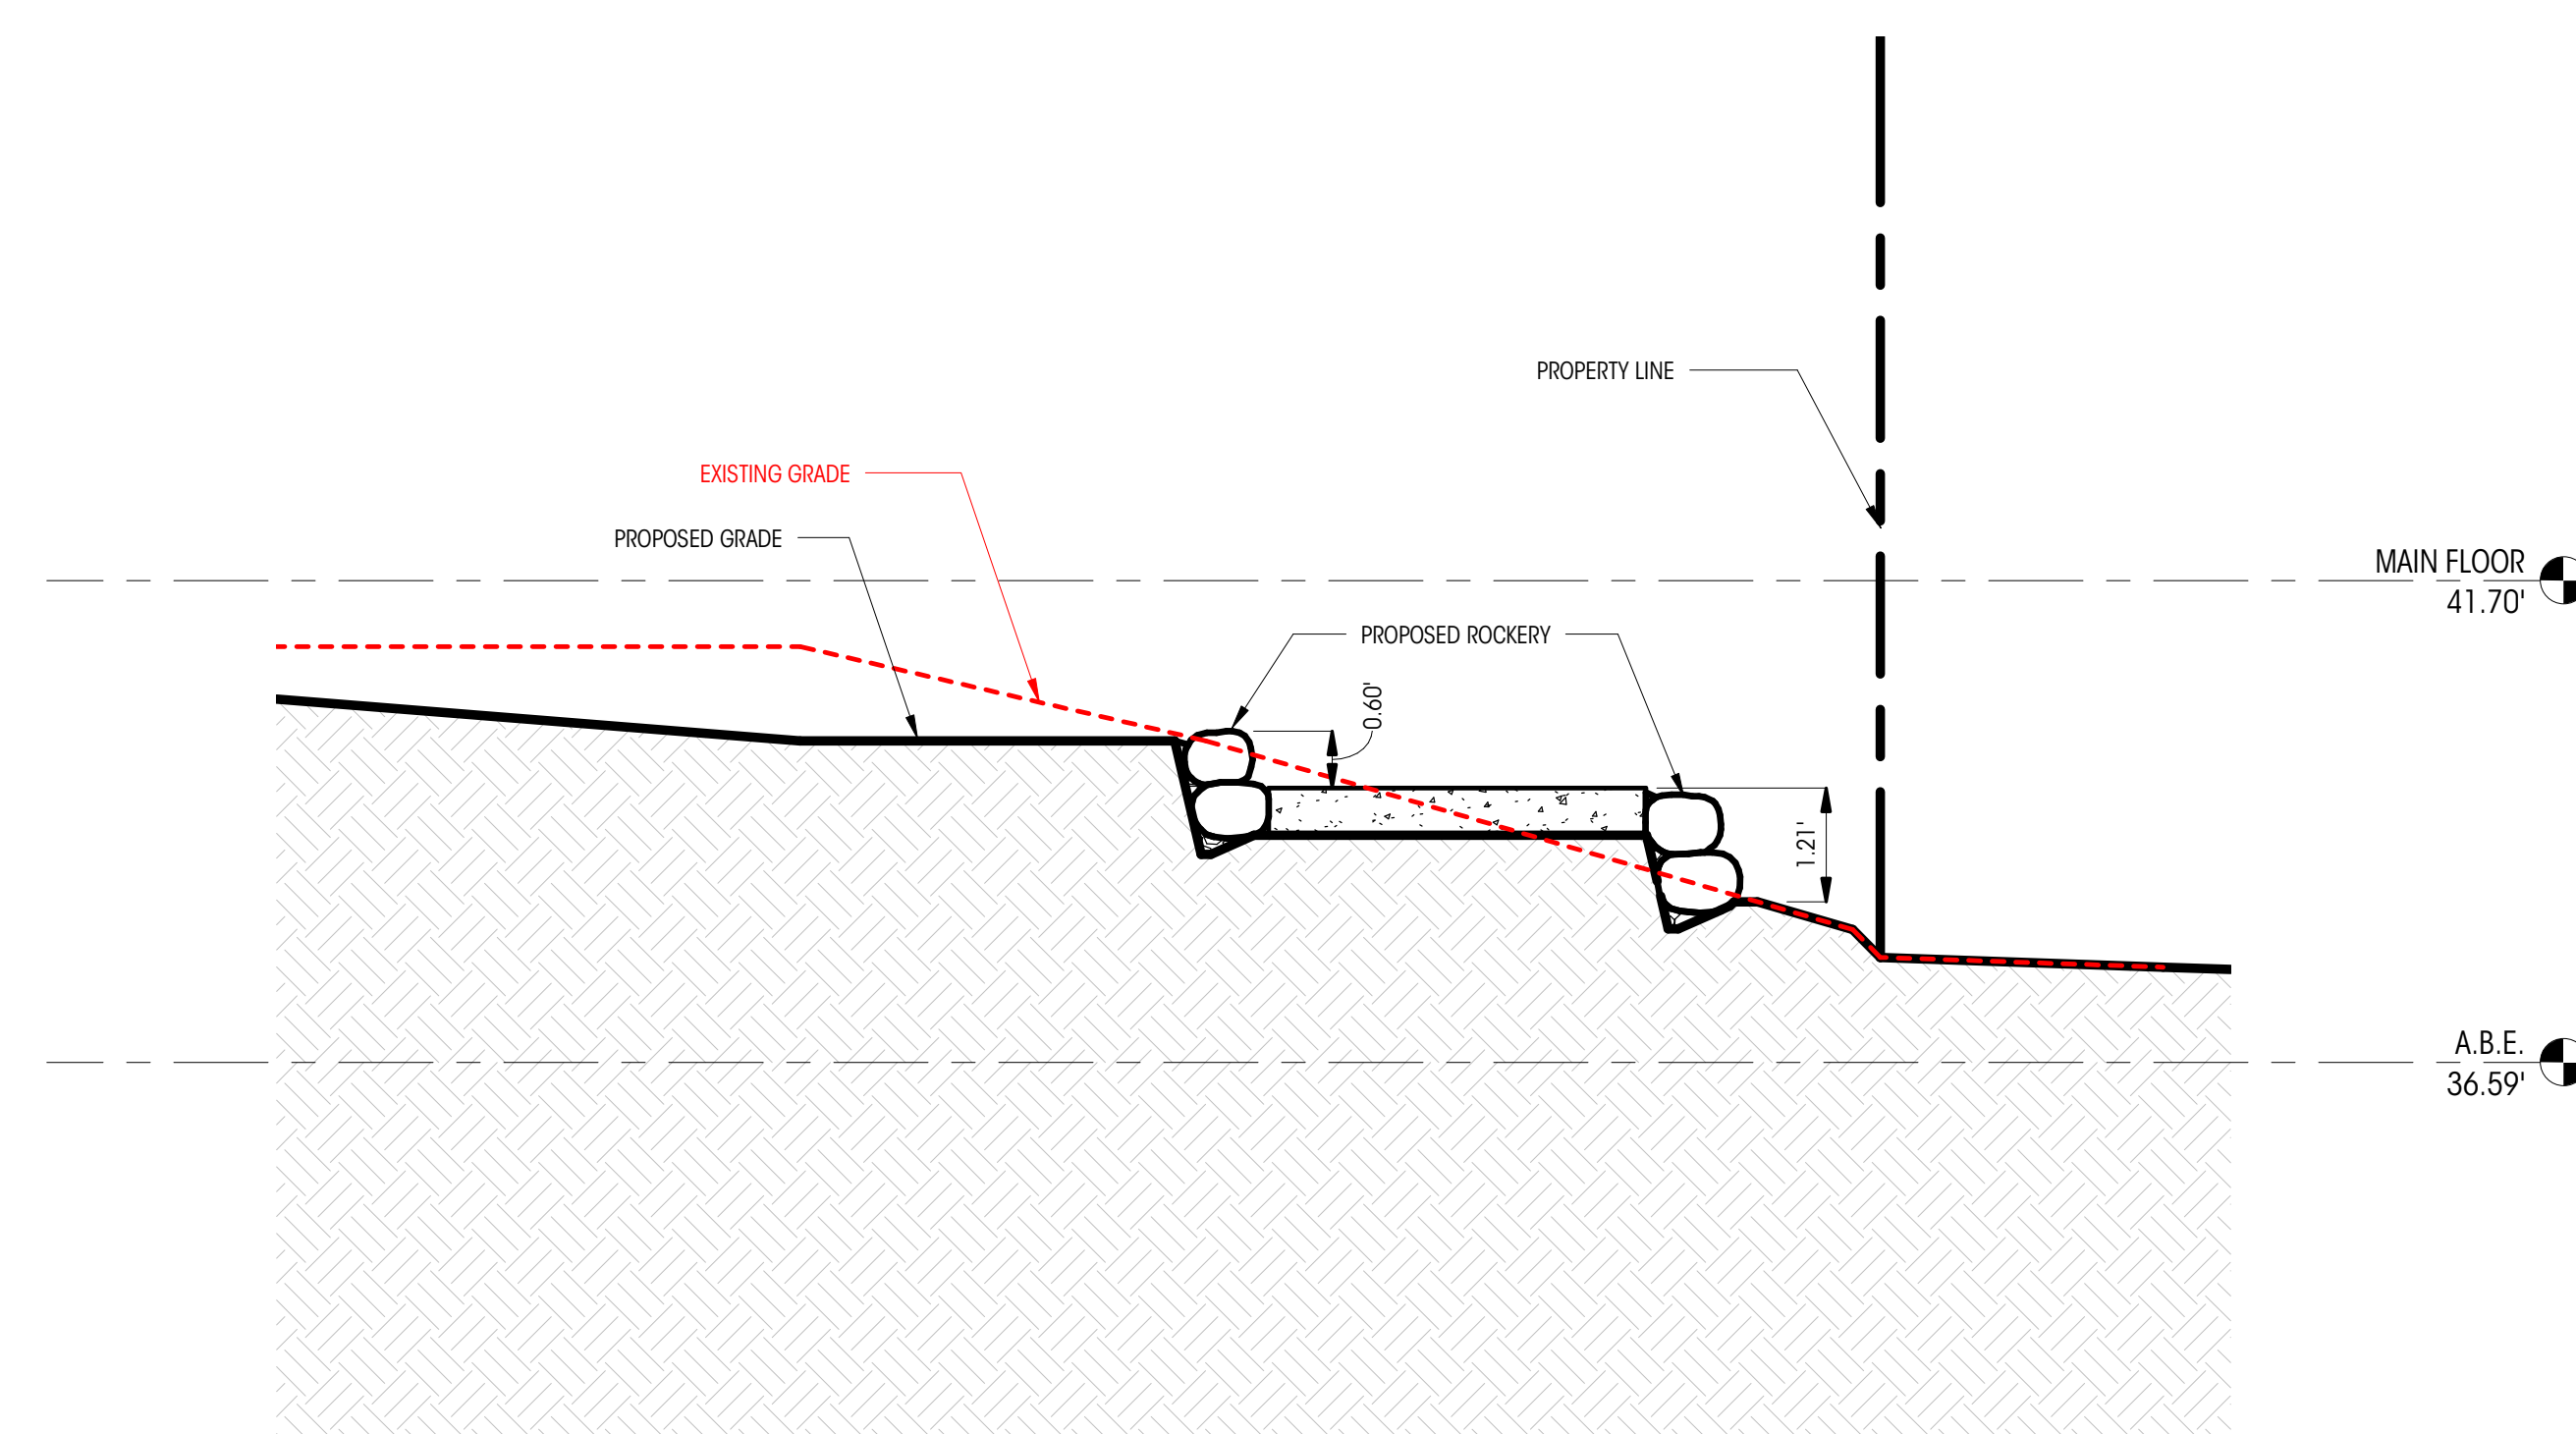 PROPERTY LINE
EXISTING GRADE
PROPOSED GRADE
MAIN FLOOR
41.70'
PROPOSED ROCKERY
0.60'
1.21'
A.B.E.
36.59'